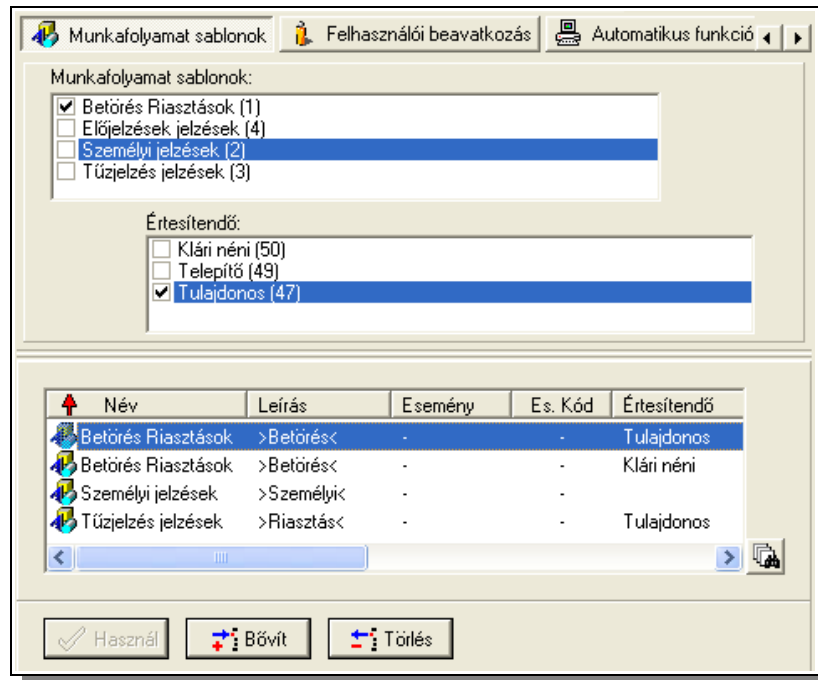 Munkafolyamat sablonok Felhasználói beavatkozás Automatikus funkció
Munkafolyamat sablonok:
Betörés Riasztások (1)
Előjelzések jelzések (4)
Személyi jelzések (2)
Tűzjelzés jelzések (3)
Értesítendő:
Klári néni (50)
Telepítő (49)
Tulajdonos (47)
Név Leírás Esemény Es. Kód Értesítendő
Betörés Riasztások >Betörés< - - Tulajdonos
Betörés Riasztások >Betörés< - - Klári néni
Személyi jelzések >Személyi< - -
Tűzjelzés jelzések >Riasztás< - - Tulajdonos
Használ Bővít Törlés